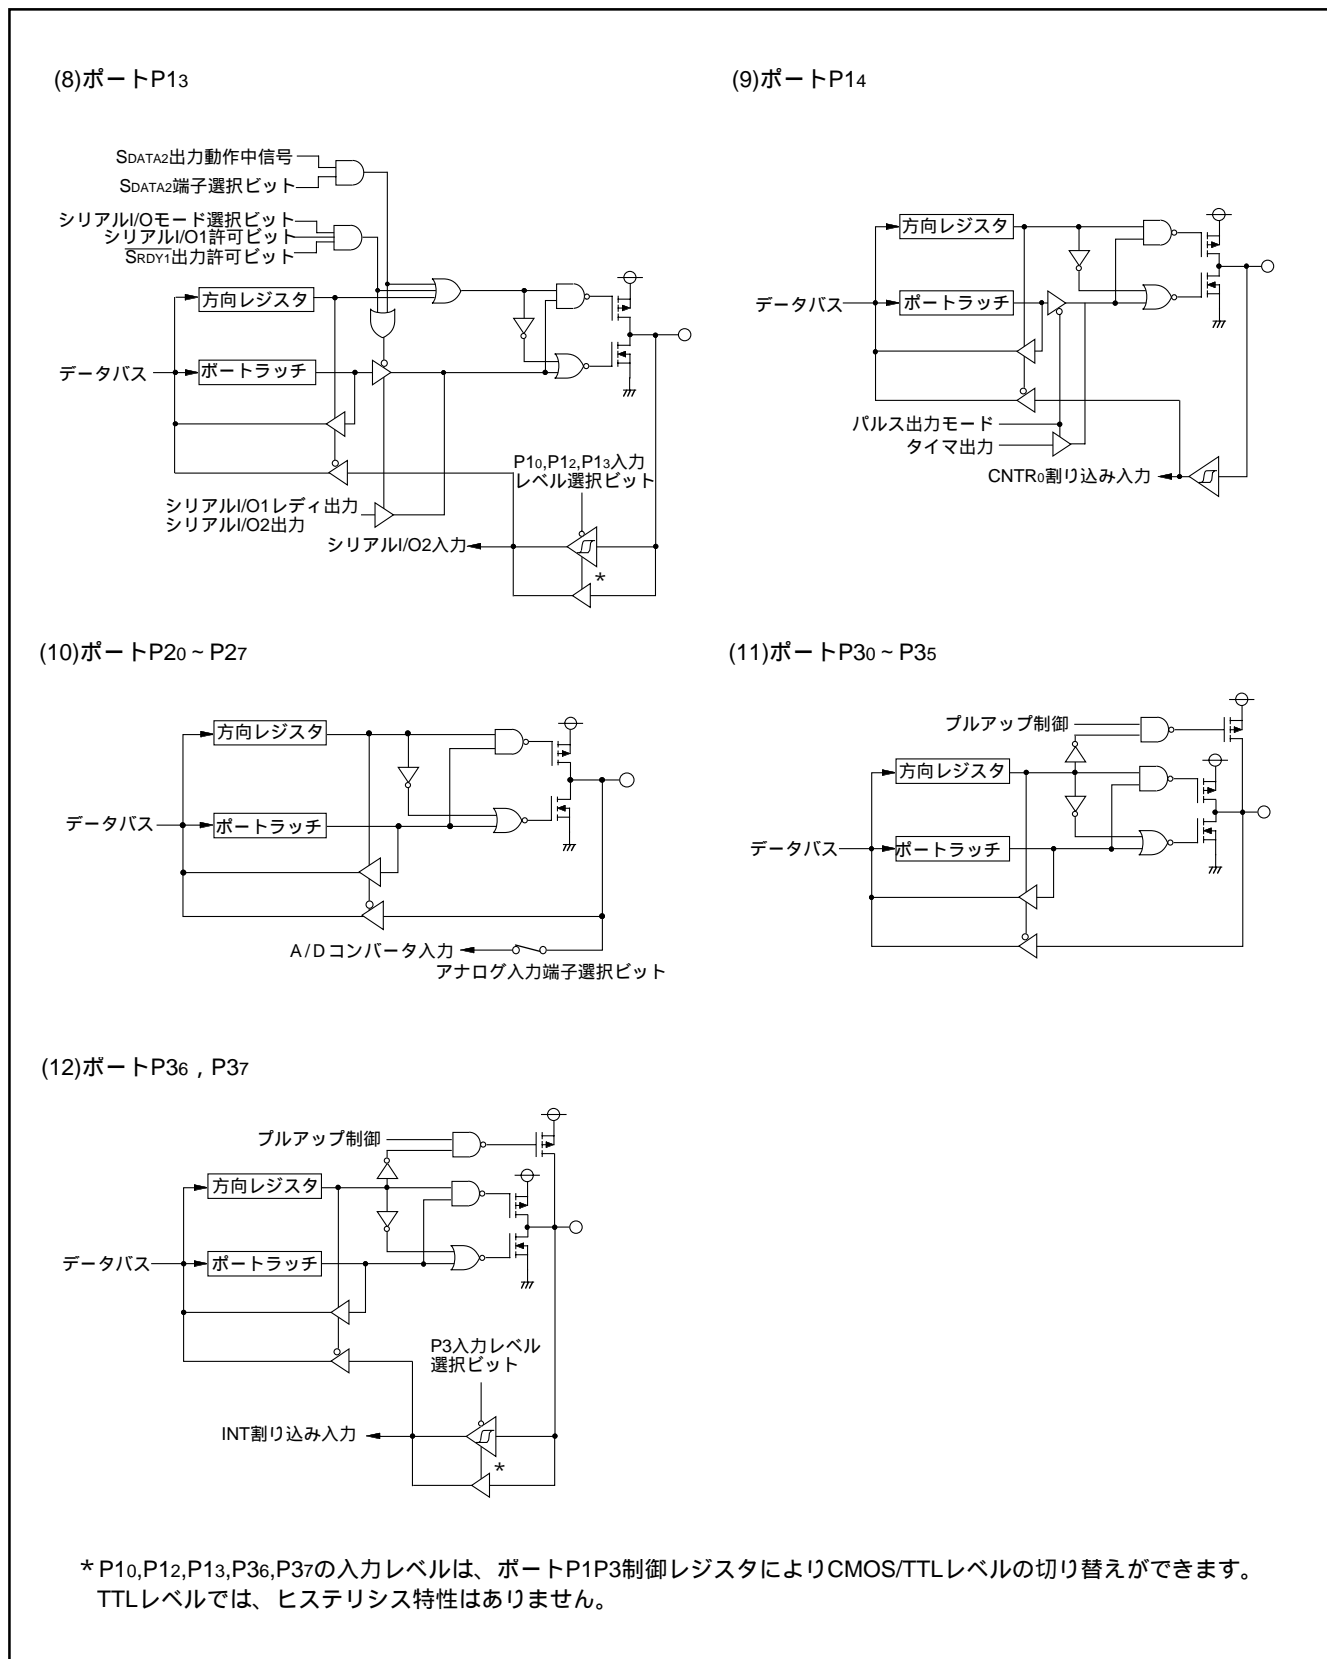 (8)ポートP13
SDATA2出力動作中信号
SDATA2端子選択ビット
シリアルI/Oモード選択ビット
シリアルI/O1許可ビット
SRDY1出力許可ビット
方向レジスタ
データバス
ポートラッチ
P10,P12,P13入力
レベル選択ビット
シリアルI/O1レディ出力
シリアルI/O2出力
シリアルI/O2入力
*
(9)ポートP14
方向レジスタ
データバス
ポートラッチ
パルス出力モード
タイマ出力
CNTR0割り込み入力
(10)ポートP20 ~ P27
方向レジスタ
データバス
ポートラッチ
A/Dコンバータ入力
アナログ入力端子選択ビット
(11)ポートP30 ~ P35
プルアップ制御
方向レジスタ
データバス
ポートラッチ
(12)ポートP36 , P37
プルアップ制御
方向レジスタ
データバス
ポートラッチ
P3入力レベル
選択ビット
INT割り込み入力
*
* P10,P12,P13,P36,P37の入力レベルは、ポートP1P3制御レジスタによりCMOS/TTLレベルの切り替えができます。
TTLレベルでは、ヒステリシス特性はありません。